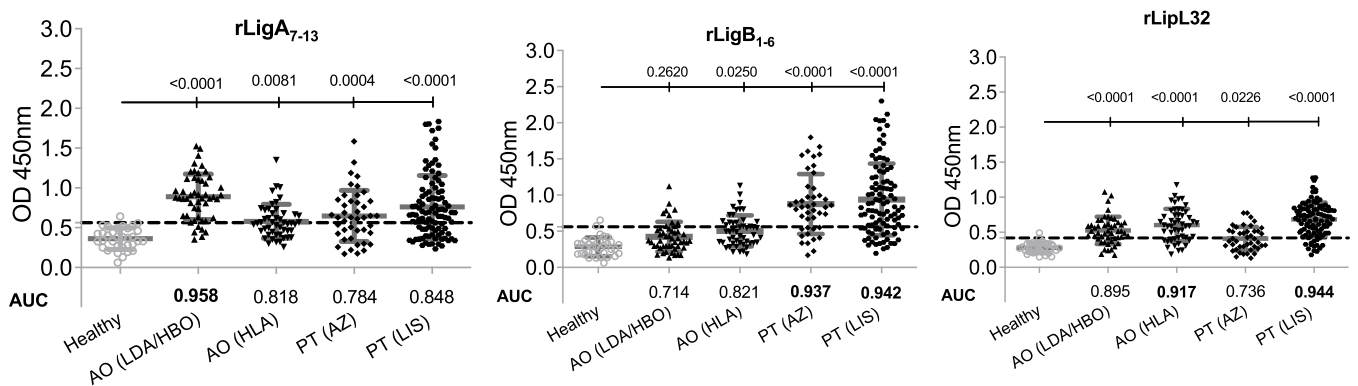 rLigA7-13
OD 450nm
3.0
2.5
2.0
1.5
1.0
0.5
0.0
<0.0001
0.0081
0.0004
<0.0001
AUC
0.958
0.818
0.784
0.848
Healthy
AO (LDA/HBO)
AO (HLA)
PT (AZ)
PT (LIS)
rLigB1-6
OD 450nm
3.0
2.5
2.0
1.5
1.0
0.5
0.0
0.2620
0.0250
<0.0001
<0.0001
AUC
0.714
0.821
0.937
0.942
Healthy
AO (LDA/HBO)
AO (HLA)
PT (AZ)
PT (LIS)
rLipL32
OD 450nm
3.0
2.5
2.0
1.5
1.0
0.5
0.0
<0.0001
<0.0001
0.0226
<0.0001
AUC
0.895
0.917
0.736
0.944
Healthy
AO (LDA/HBO)
AO (HLA)
PT (AZ)
PT (LIS)